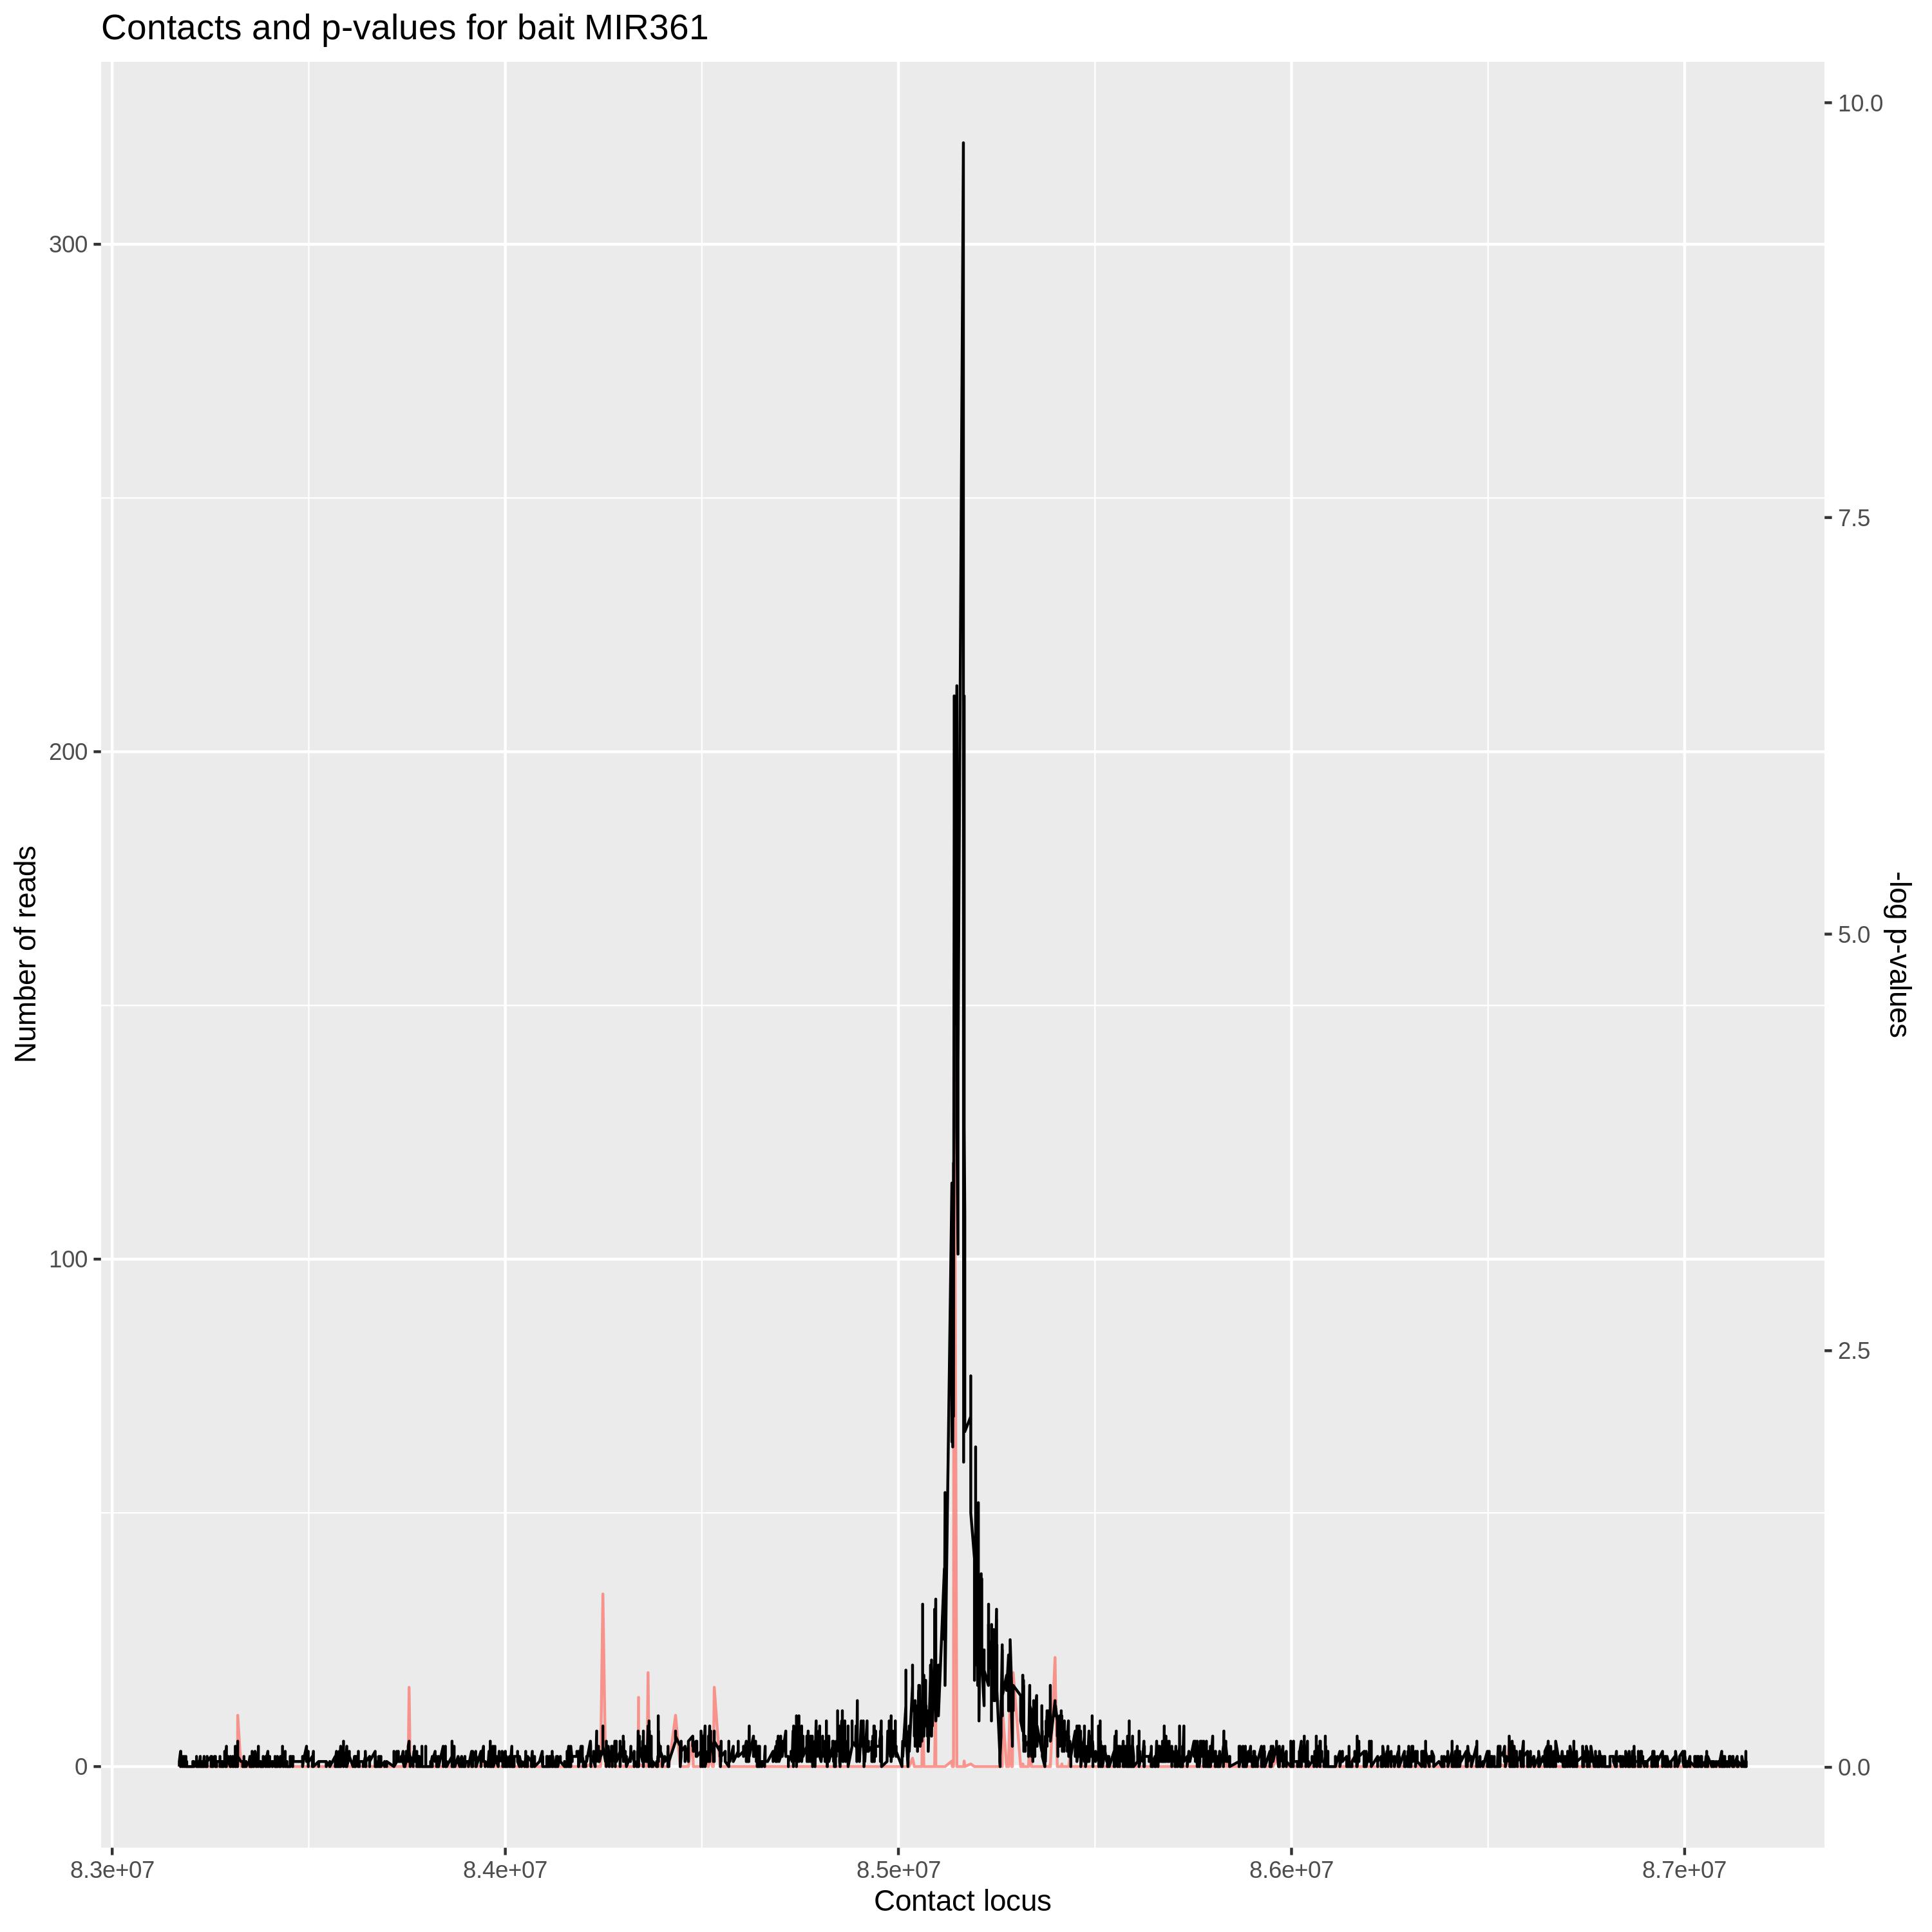 Contacts and p-values for bait MIR361
Number of reads
300
200
100
0
10.0
7.5
5.0
2.5
0.0
-log p-values
8.3e+07
8.4e+07
8.5e+07
8.6e+07
8.7e+07
Contact locus